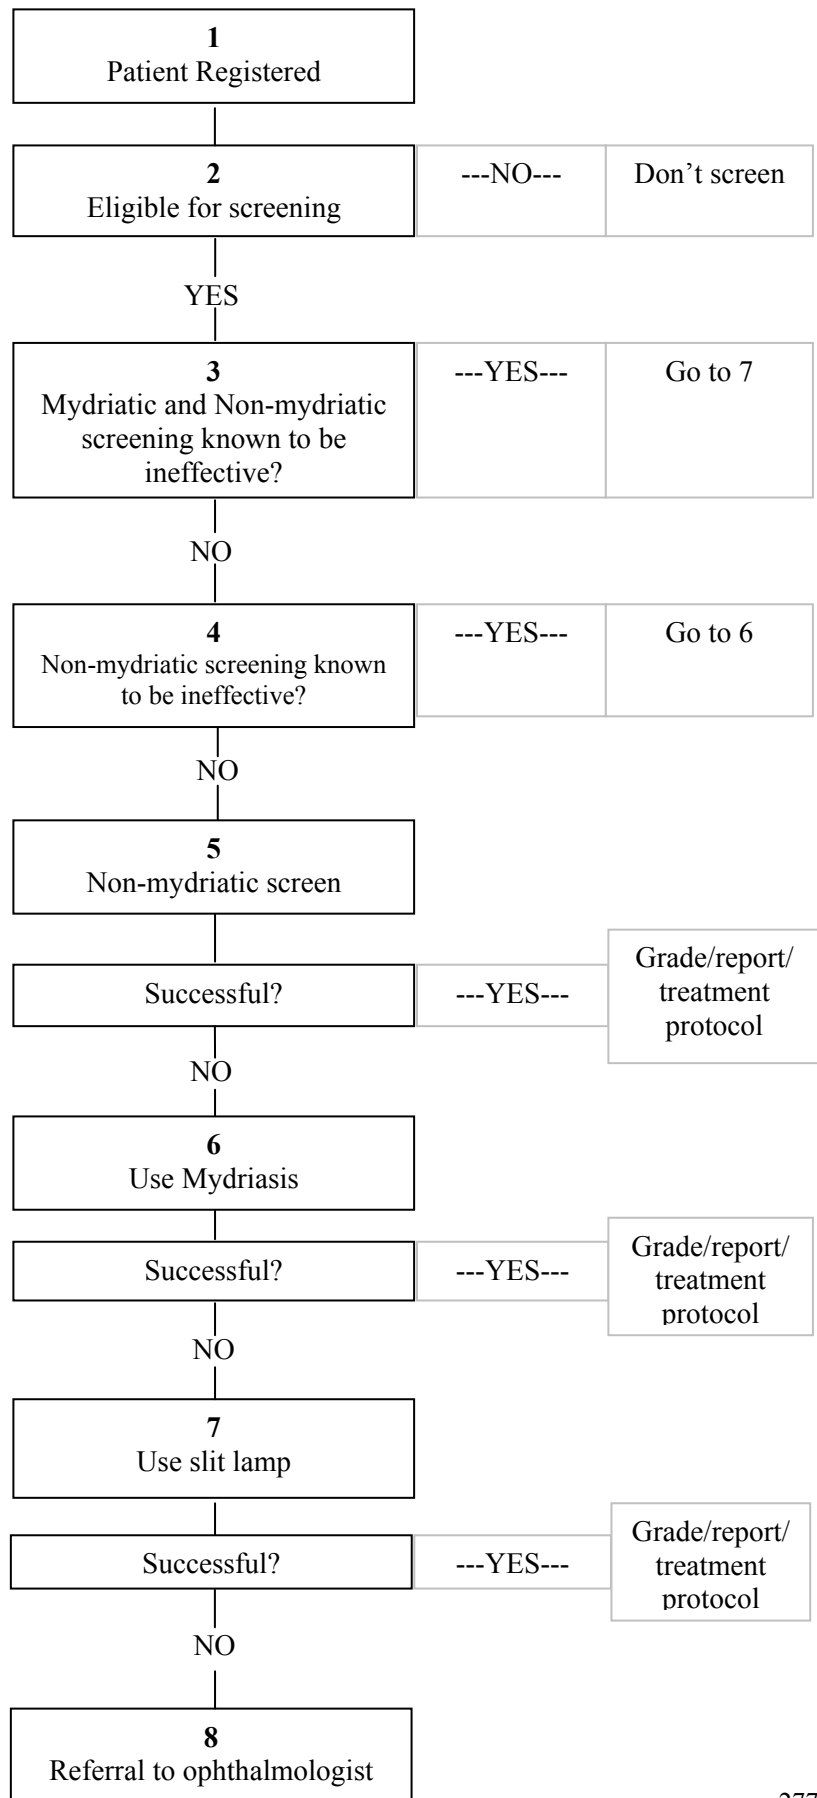 1
Patient Registered
2
Eligible for screening
---NO---
Don’t screen
YES
3
Mydriatic and Non-mydriatic
screening known to be
ineffective?
---YES---
Go to 7
NO
4
Non-mydriatic screening known
to be ineffective?
---YES---
Go to 6
NO
5
Non-mydriatic screen
Successful?
---YES---
Grade/report/
treatment
protocol
NO
6
Use Mydriasis
Successful?
---YES---
Grade/report/
treatment
protocol
NO
7
Use slit lamp
Successful?
---YES---
Grade/report/
treatment
protocol
NO
8
Referral to ophthalmologist
277